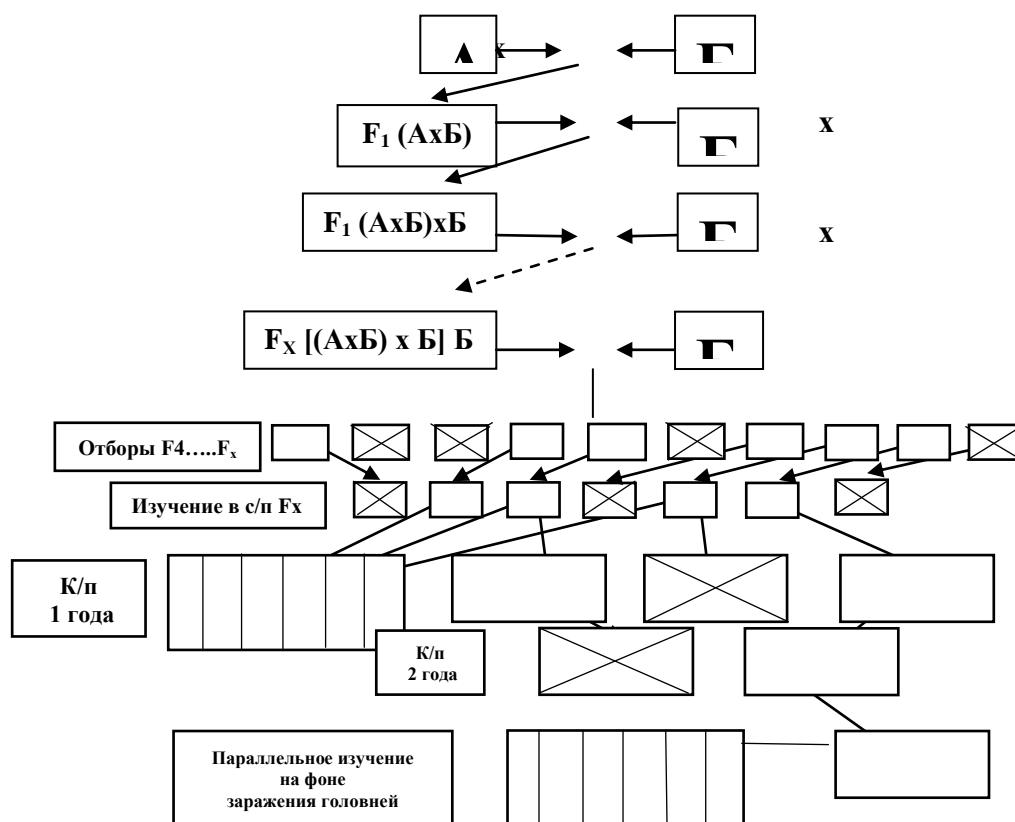 x
F₁ (АхБ)
x
F₁ (АхБ)хБ
x
Fₓ [(АхБ) х Б] Б
Отборы F4…..Fₓ
Изучение в с/п Fx
К/п
1 года
К/п
2 года
Параллельное изучение
на фоне
заражения головней